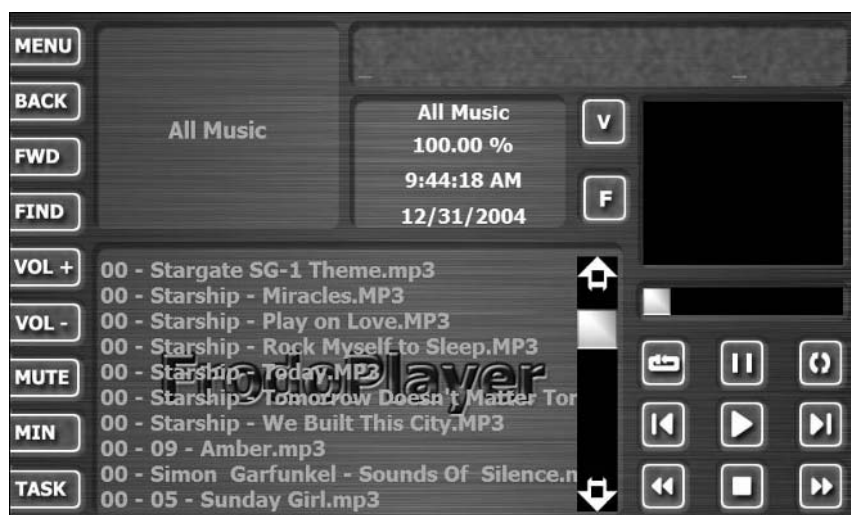 MENU
BACK
FWD
FIND
VOL +
VOL -
MUTE
MIN
TASK
All Music
All Music
100.00 %
9:44:18 AM
12/31/2004
V
F
00 - Stargate SG-1 Theme.mp3
00 - Starship - Miracles.MP3
00 - Starship - Play on Love.MP3
00 - Starship - Rock Myself to Sleep.MP3
00 - Starship - Today.MP3
00 - Starship - Tomorrow Doesn't Matter Tor
00 - Starship - We Built This City.MP3
00 - 09 - Amber.mp3
00 - Simon  Garfunkel - Sounds Of  Silence.n
00 - 05 - Sunday Girl.mp3
FrodoPlayer